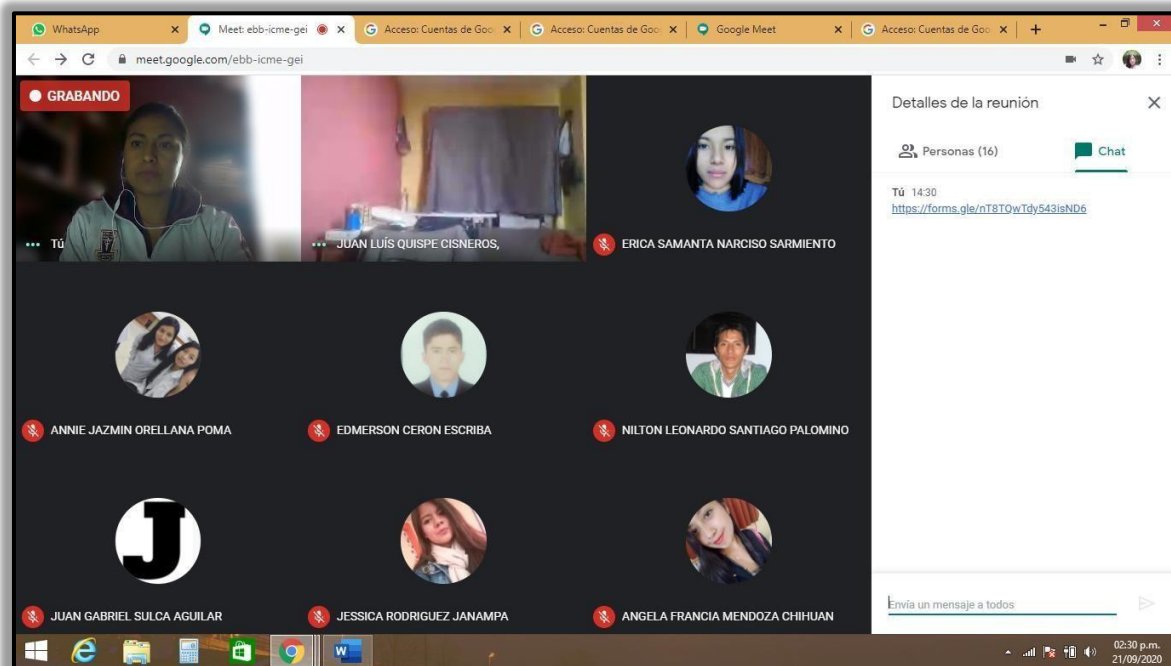 WhatsApp
Meet: ebb-icme-gei
Acceso: Cuentas de Goo
Acceso: Cuentas de Goo
Google Meet
Acceso: Cuentas de Goo
meet.google.com/ebb-icme-gei
GRABANDO
Detalles de la reunión
Personas (16)
Chat
Tú 14:30
https://forms.gle/nT8TQwTdy543isND6
Tú
JUAN LUÍS QUISPE CISNEROS,
ERICA SAMANTA NARCISO SARMIENTO
ANNIE JAZMIN ORELLANA POMA
EDMERSON CERON ESCRIBA
NILTON LEONARDO SANTIAGO PALOMINO
J
JUAN GABRIEL SULCA AGUILAR
JESSICA RODRIGUEZ JANAMPA
ANGELA FRANCIA MENDOZA CHIHUAN
Envía un mensaje a todos
02:30 p.m.
21/09/2020